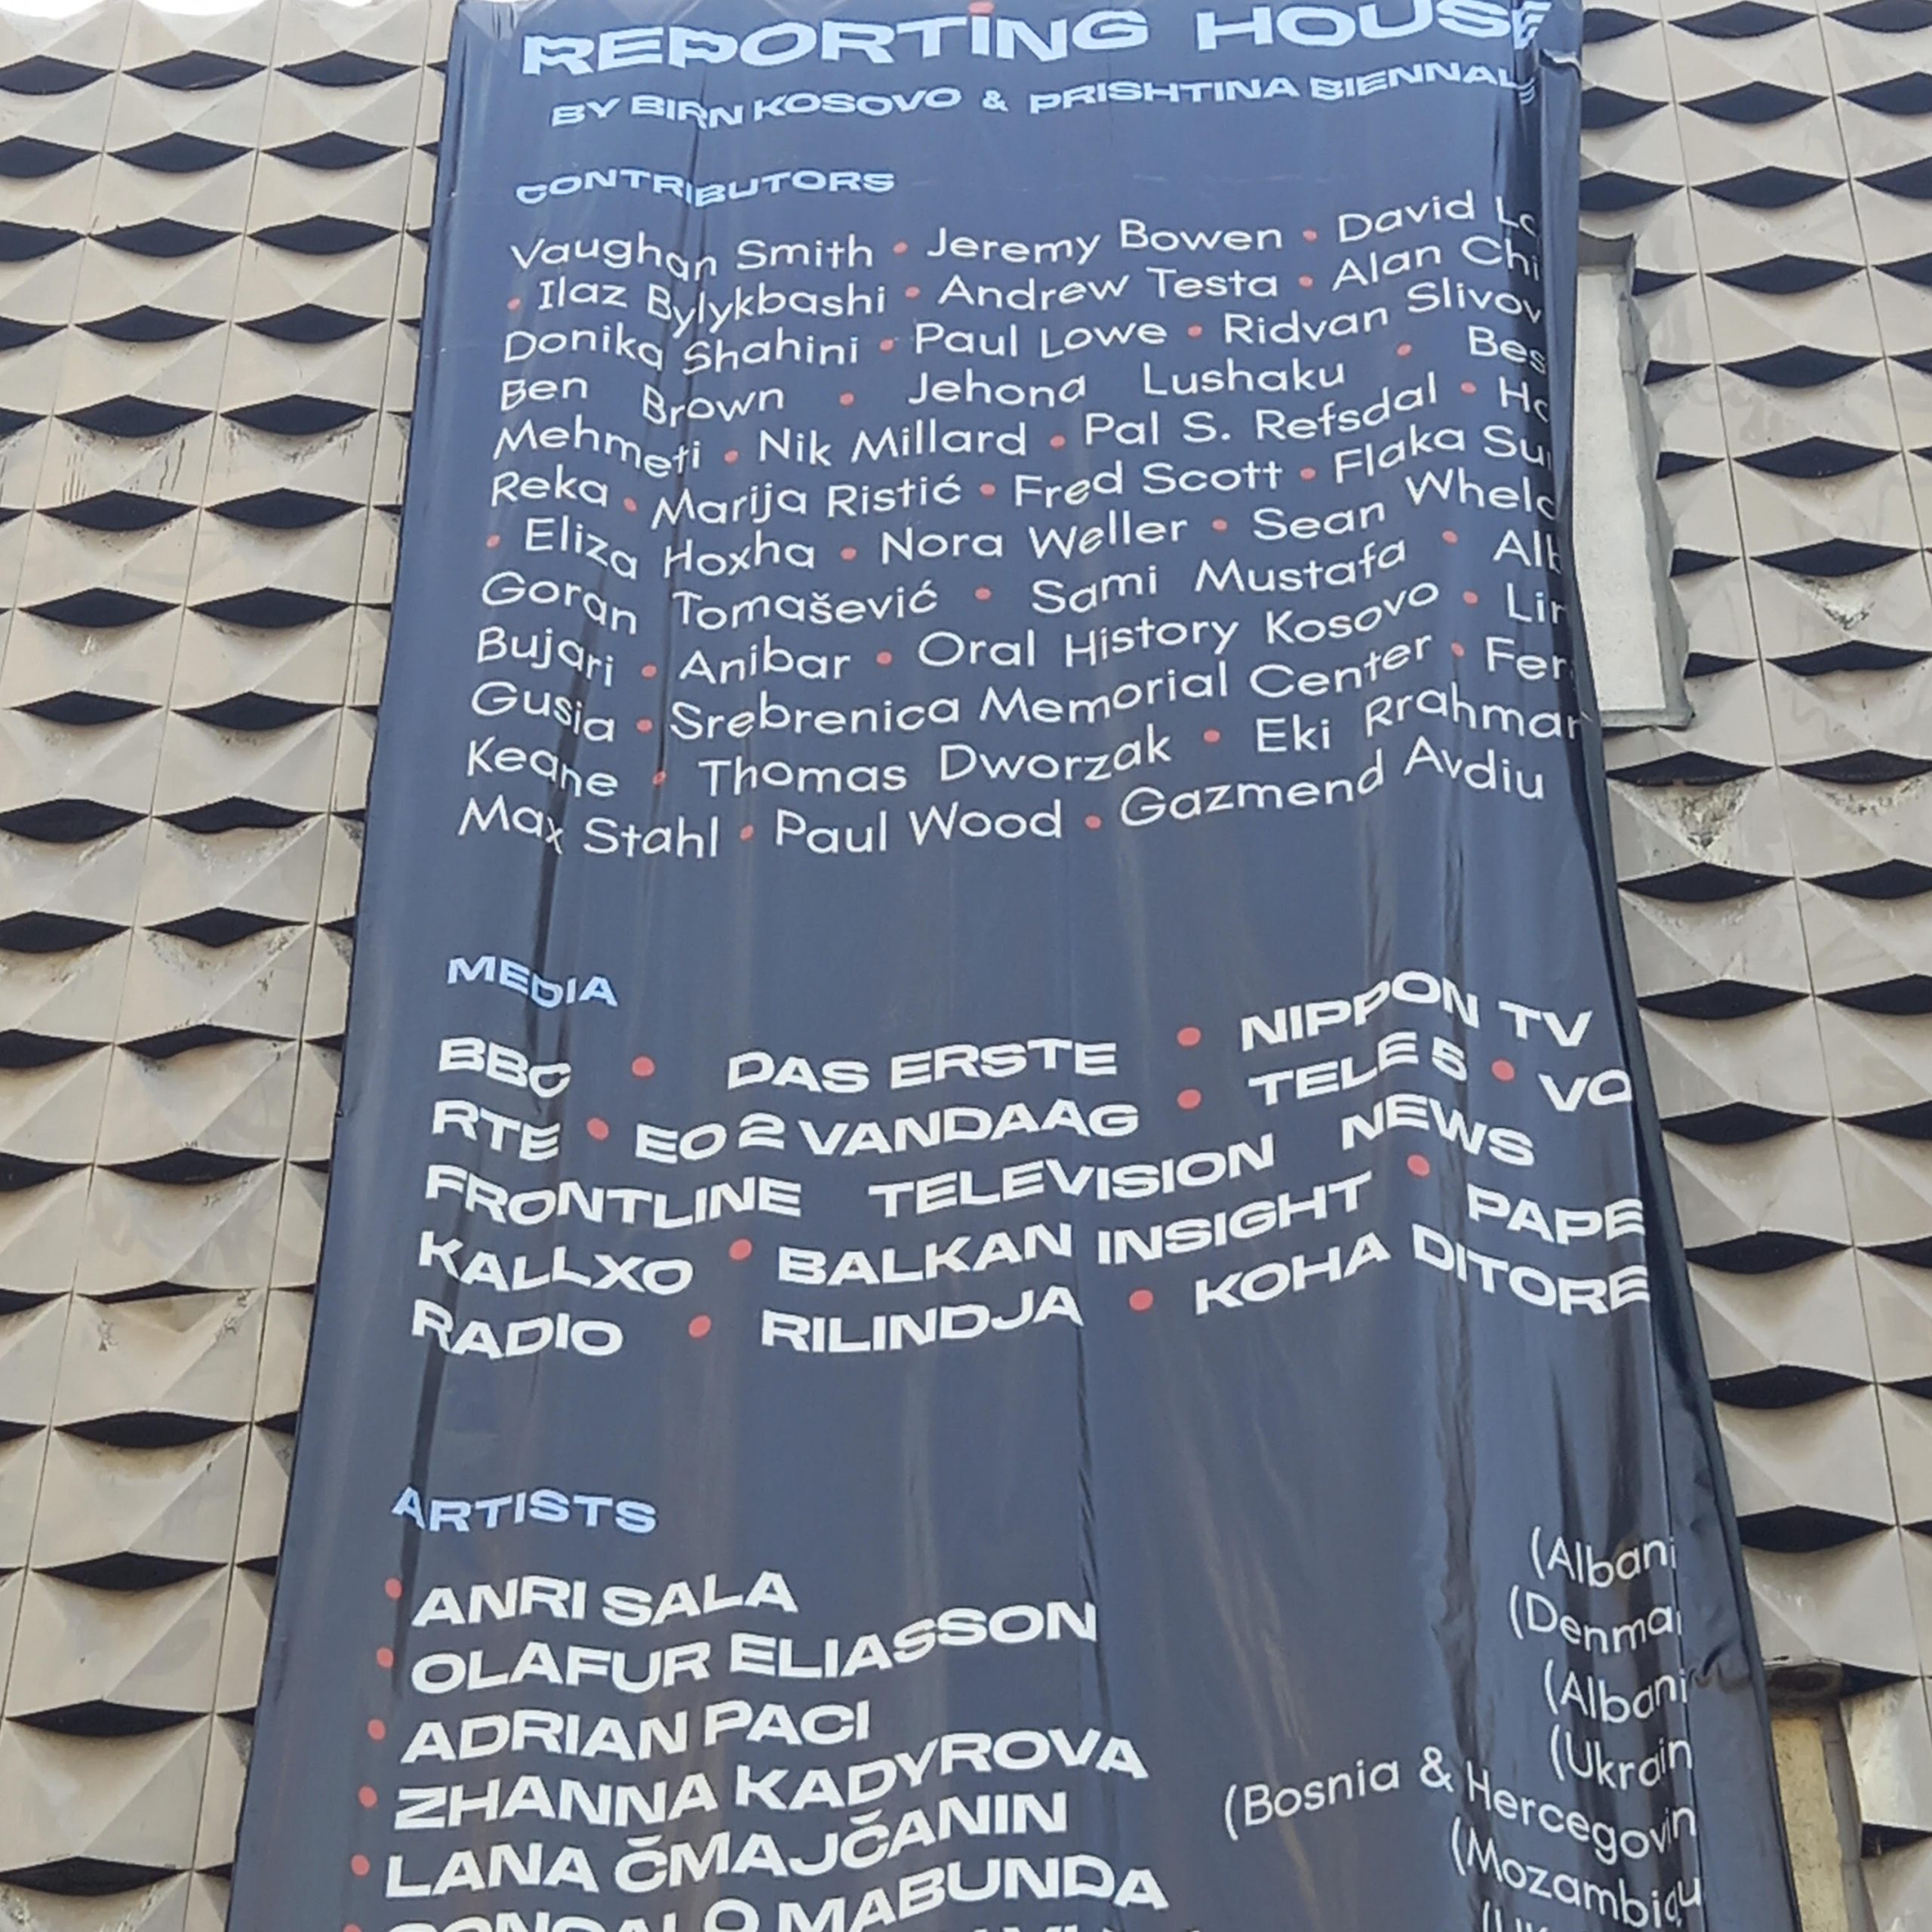 REPORTING HOUSE
BY BIRN KOSOVO & PRISHTINA BIENNALE
CONTRIBUTORS
Vaughan Smith • Jeremy Bowen • David
• Ilaz Bylykbashi • Andrew Testa • Alan
Donika Shahini • Paul Lowe • Ridvan
Ben Brown • Jehona Lushaku •
Mehmeti • Nik Millard • Pal S. Refsdal •
Reka • Marija Ristić • Fred Scott • Flaka
• Eliza Hoxha • Nora Weller • Sean
Goran Tomašević • Sami Mustafa •
Bujari • Anibar • Oral History Kosovo •
Gusia • Srebrenica Memorial Center •
Keane • Thomas Dworzak • Eki
Max Stahl • Paul Wood • Gazmend Avdiu
MEDIA
BBC • DAS ERSTE • NIPPON TV
RTE • EO 2 VANDAAG • TELE 5 •
FRONTLINE TELEVISION NEWS
KALLXO • BALKAN INSIGHT •
RADIO • RILINDJA • KOHA DITORE
ARTISTS
• ANRI SALA
• OLAFUR ELIASSON
• ADRIAN PACI
• ZHANNA KADYROVA
• LANA ČMAJČANIN (Bosnia &
MABUNDA